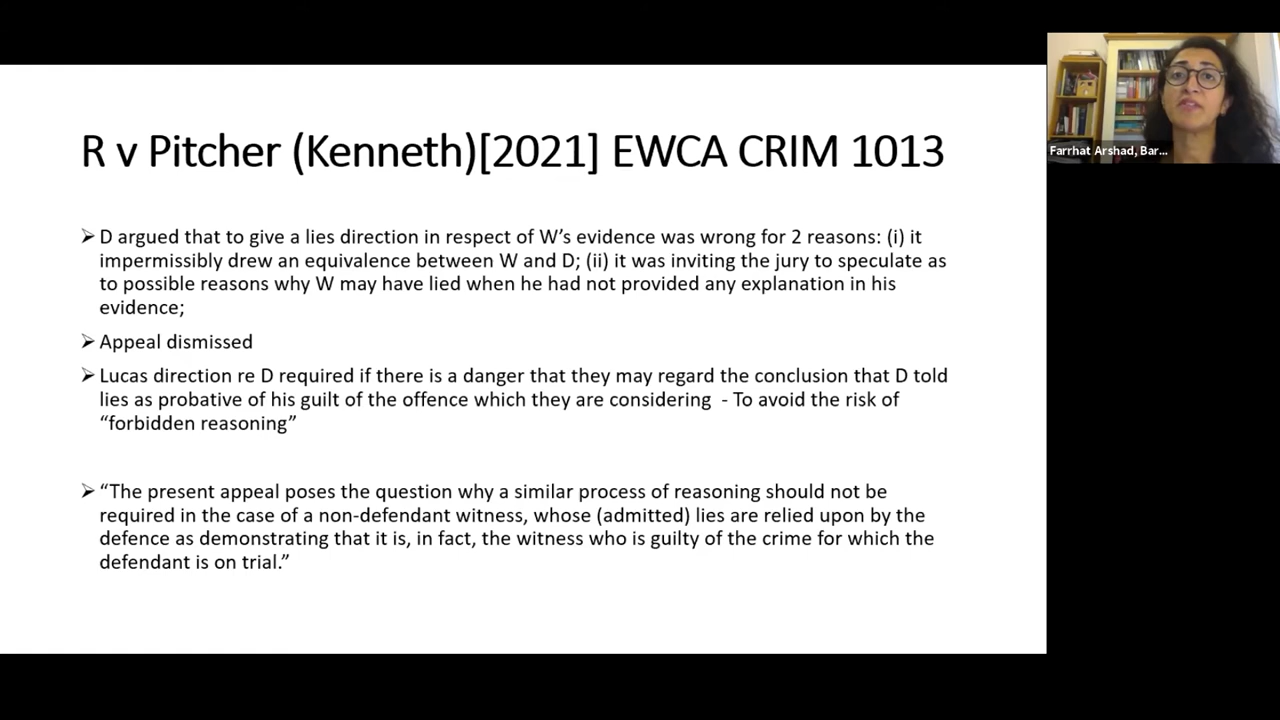 R v Pitcher (Kenneth)[2021] EWCA CRIM 1013
Farrhat Arshad, Bar...
➢ D argued that to give a lies direction in respect of W’s evidence was wrong for 2 reasons: (i) it
impermissibly drew an equivalence between W and D; (ii) it was inviting the jury to speculate as
to possible reasons why W may have lied when he had not provided any explanation in his
evidence;
➢ Appeal dismissed
➢ Lucas direction re D required if there is a danger that they may regard the conclusion that D told
lies as probative of his guilt of the offence which they are considering - To avoid the risk of
“forbidden reasoning”
➢ “The present appeal poses the question why a similar process of reasoning should not be
required in the case of a non-defendant witness, whose (admitted) lies are relied upon by the
defence as demonstrating that it is, in fact, the witness who is guilty of the crime for which the
defendant is on trial.”